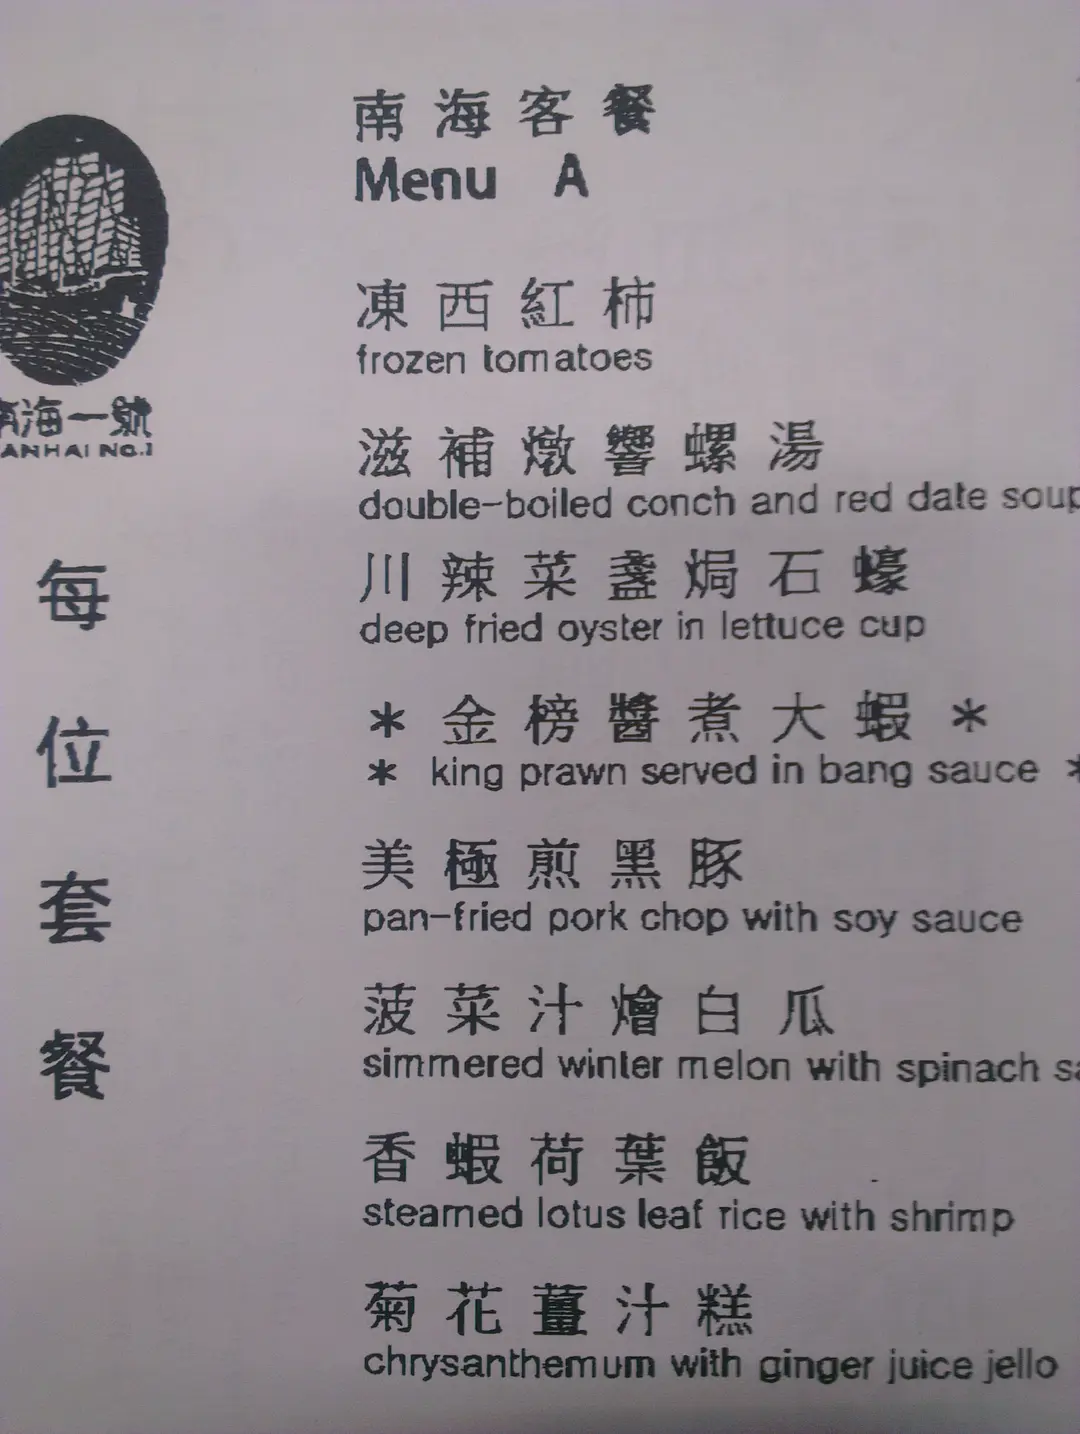 南海客餐
Menu A
凍西紅柿
frozen tomatoes
滋補燉響螺湯
double-boiled conch and red date soup
川辣菜盞焗石蠔
deep fried oyster in lettuce cup
* 金榜醬煮大蝦 *
* king prawn served in bang sauce *
美極煎黑豚
pan-fried pork chop with soy sauce
菠菜汁燴白瓜
simmered winter melon with spinach
香蝦荷葉飯
steamed lotus leaf rice with shrimp
菊花薑汁糕
chrysanthemum with ginger juice jello
南海一號
NANHAI No.1
每位套餐